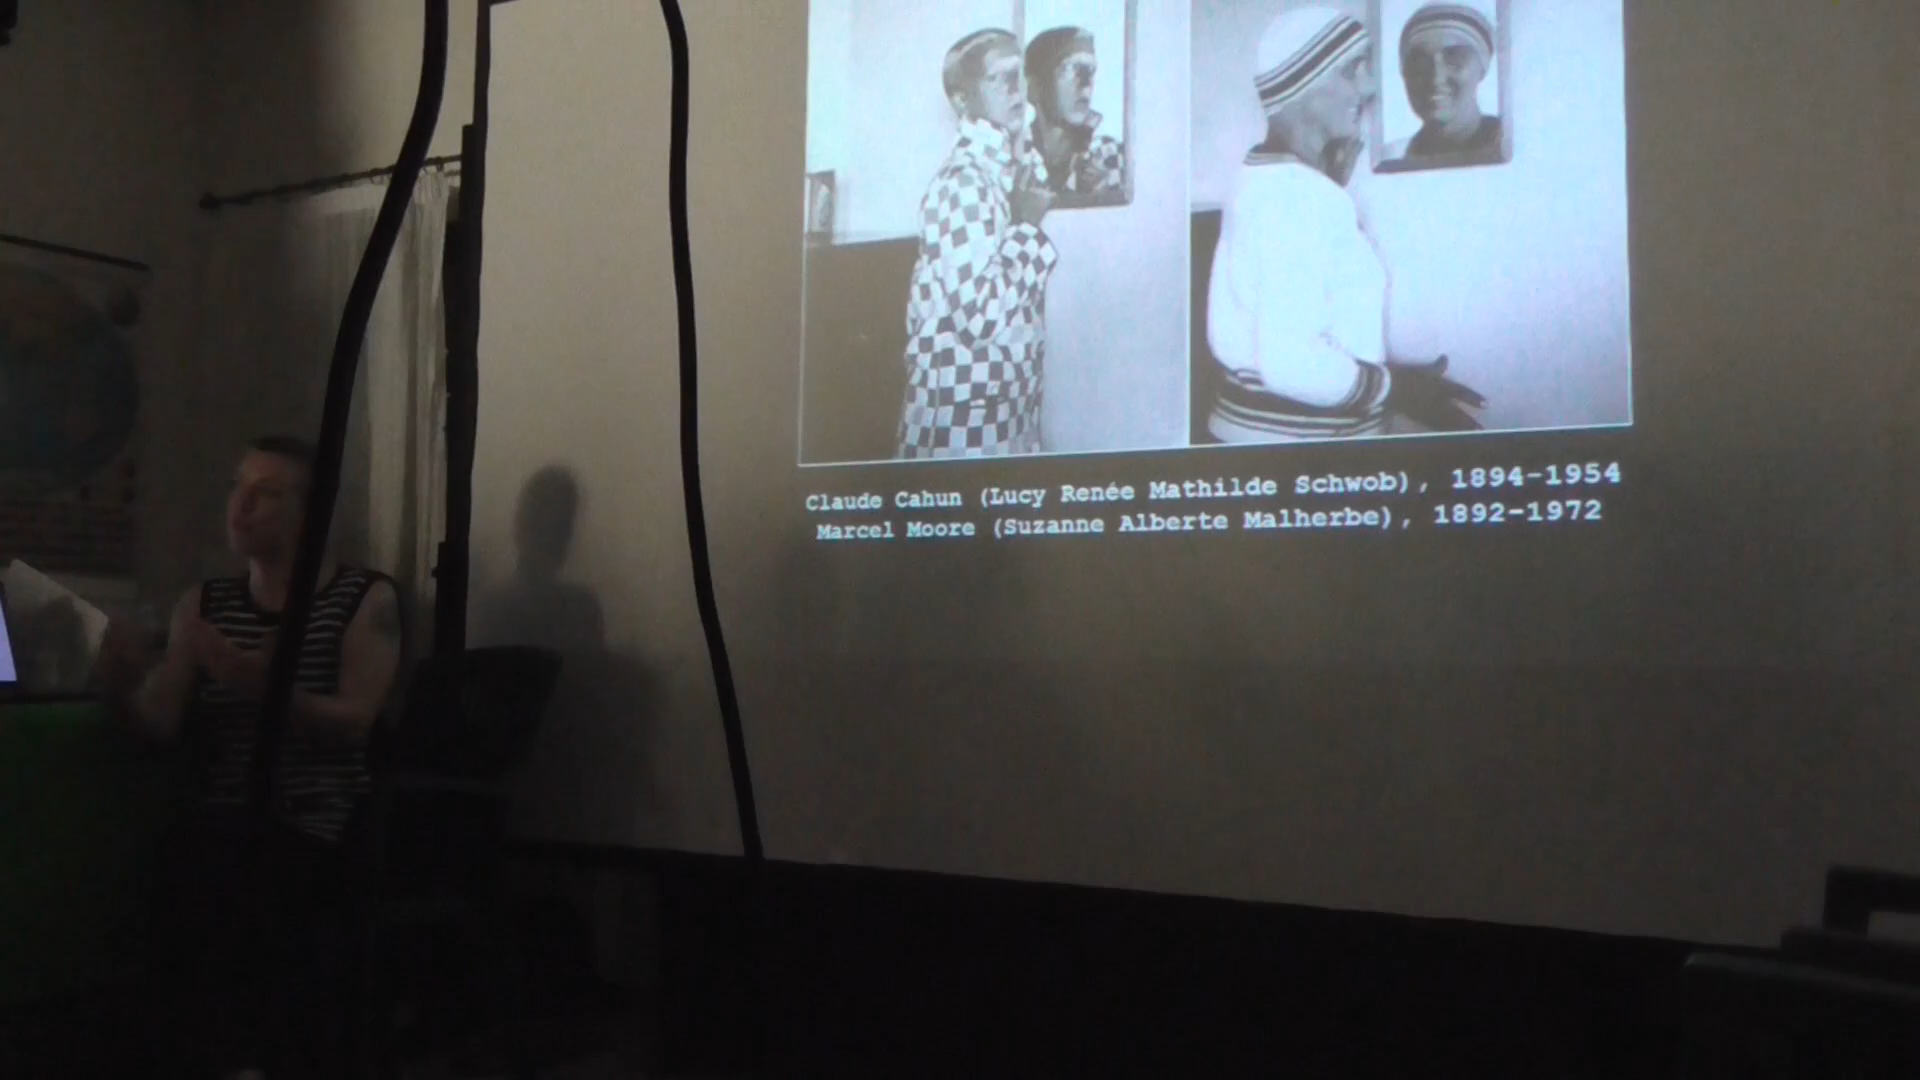 Claude Cahun (Lucy Renée Mathilde Schwob), 1894-1954
Marcel Moore (Suzanne Alberte Malherbe), 1892-1972